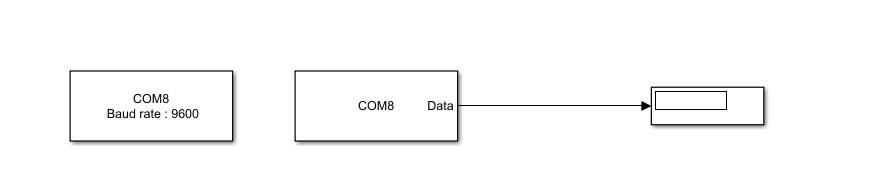 COM8
Baud rate : 9600
COM8
Data